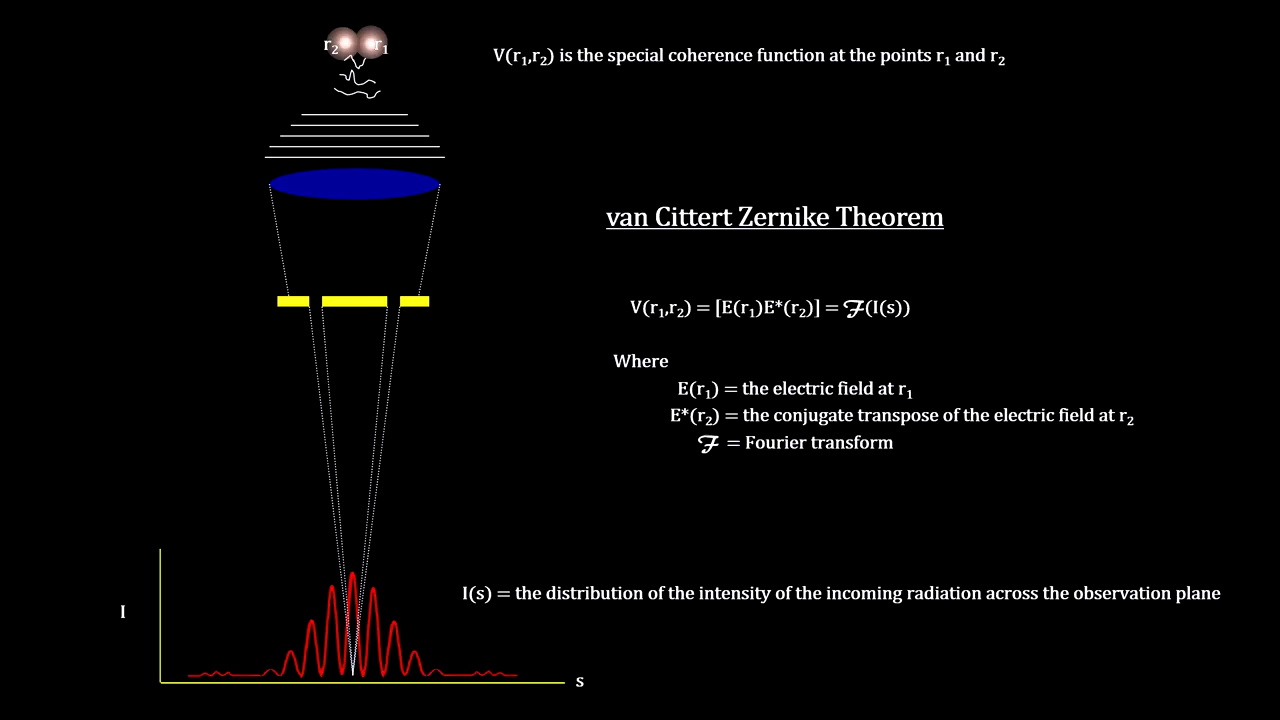 r₂ r₁
V(r₁,r₂) is the special coherence function at the points r₁ and r₂
van Cittert Zernike Theorem
V(r₁,r₂) = [E(r₁)E*(r₂)] = ℱ(I(s))
Where
E(r₁) = the electric field at r₁
E*(r₂) = the conjugate transpose of the electric field at r₂
ℱ = Fourier transform
I(s) = the distribution of the intensity of the incoming radiation across the observation plane
I
s